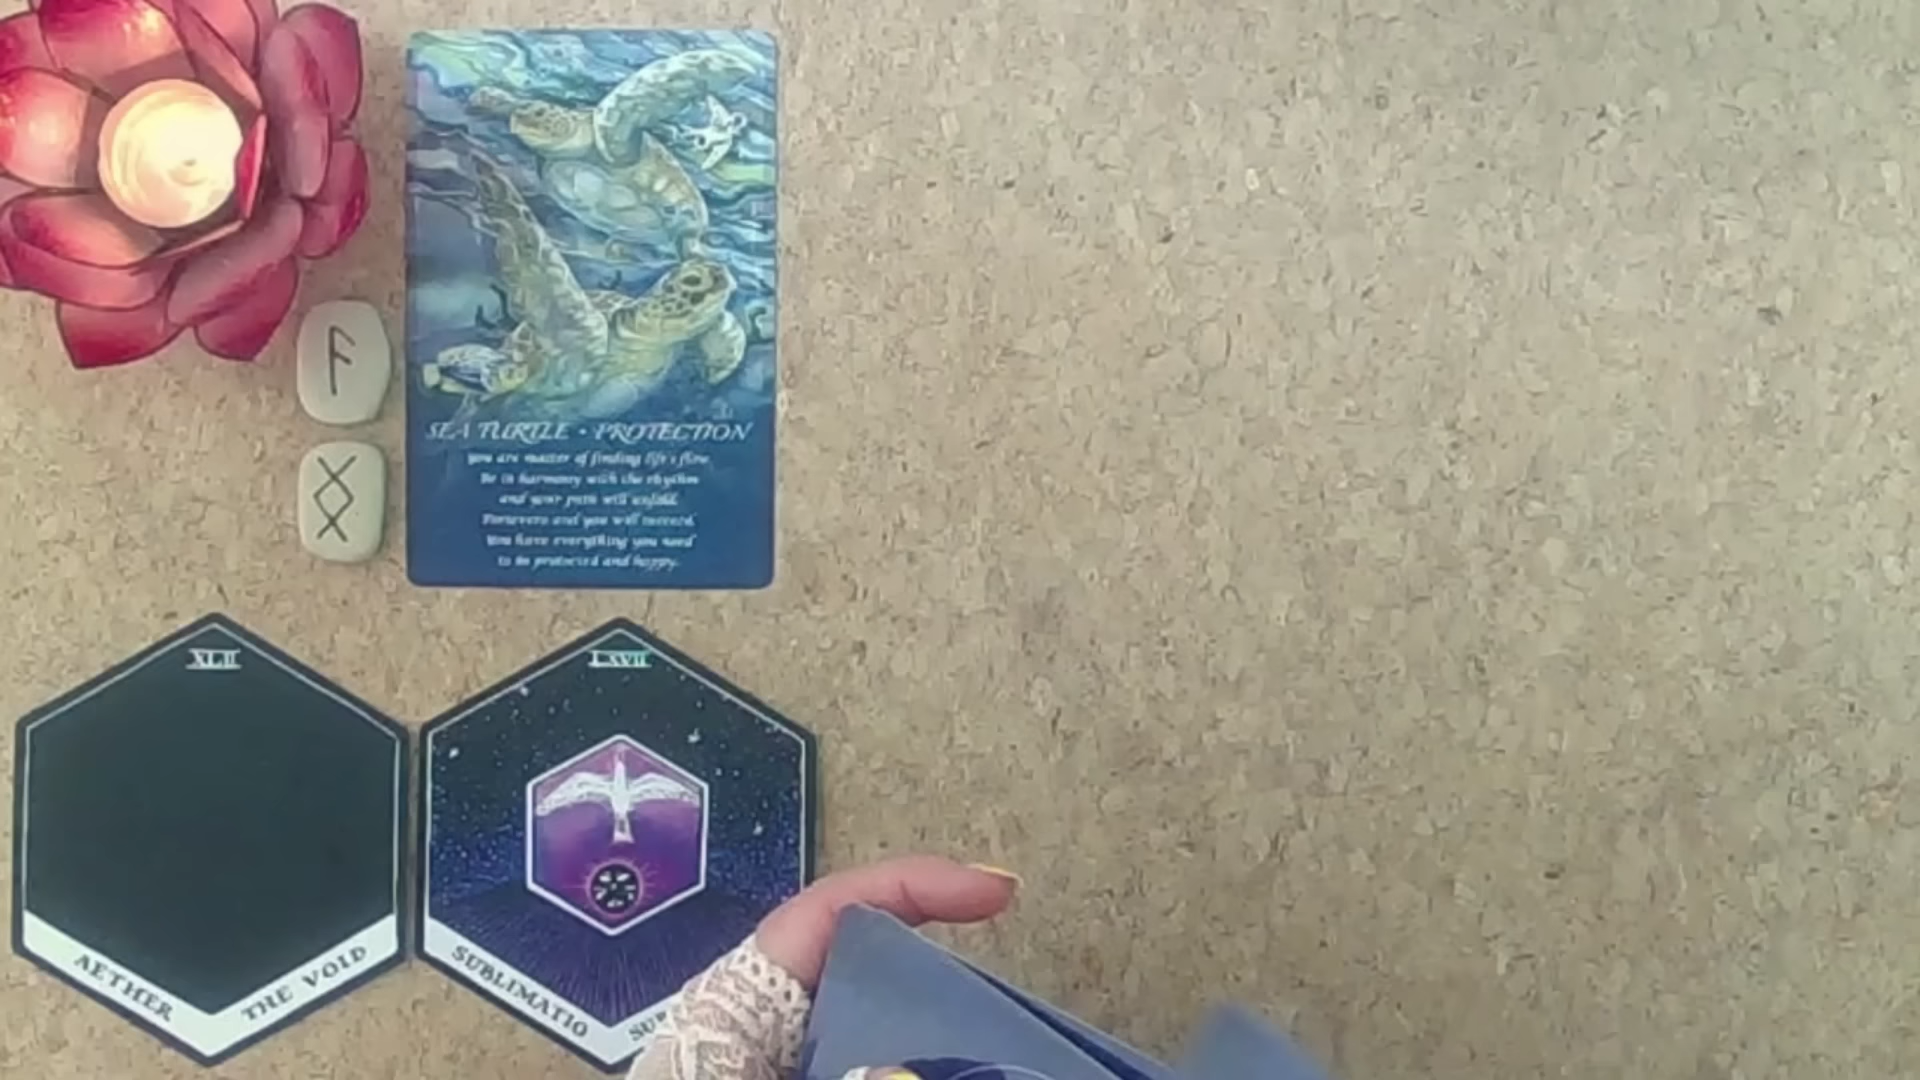 ᚨ
ᛝ
SEA TURTLE • PROTECTION
you are master of finding life's flow.
Be in harmony with the rhythm
and your path will unfold.
Persevere and you will succeed.
You have everything you need
to be protected and happy.
XLII
AETHER THE VOID
LXVII
SUBLIMATIO SUB